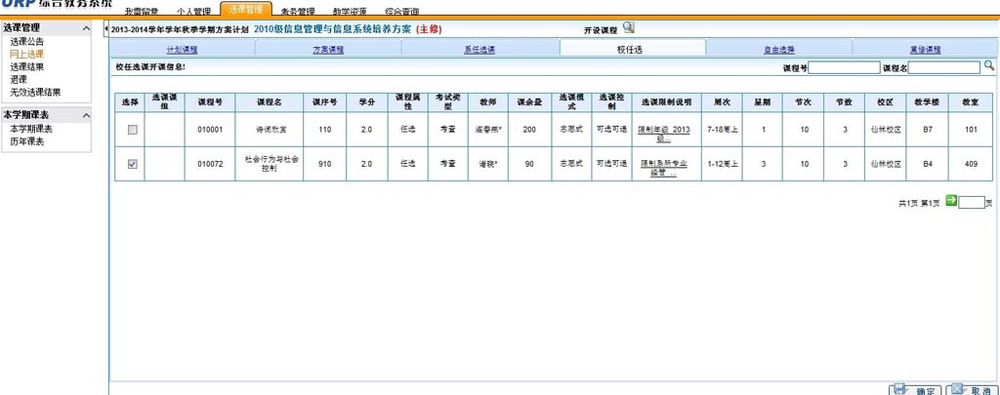 URP综合教务系统
我要留意 个人管理 选课管理 教务管理 教学资源 综合查询
选课管理
选课公告
网上选课
选课结果
退课
无效选课结果
本学期课表
本学期课表
历年课表
2013-2014学年学年秋季学期方案计划 2010级信息管理与信息系统培养方案 (主修) 开设课程
计划课程 方案课程 系任选课 校任选 自由选择 重修课程
校任选课开课信息! 课程号 课程名
选择 选课课组 课程号 课程名 课序号 学分 课程属性 考试类型 教师 课余量 选课模式 选课控制 选课限制说明 周次 星期 节次 节数 校区 教学楼 教室
010001 诗词欣赏 110 2.0 任选 考查 200 志愿式 可选可退 限制年级 2013级... 7-18周上 1 10 3 仙林校区 B7 101
010072 社会行为与社会控制 910 2.0 任选 考查 诸晓* 90 志愿式 可选可退 限制系所专业 经管 ... 1-12周上 3 10 3 仙林校区 B4 409
共1页 第1页 页
确定 取消